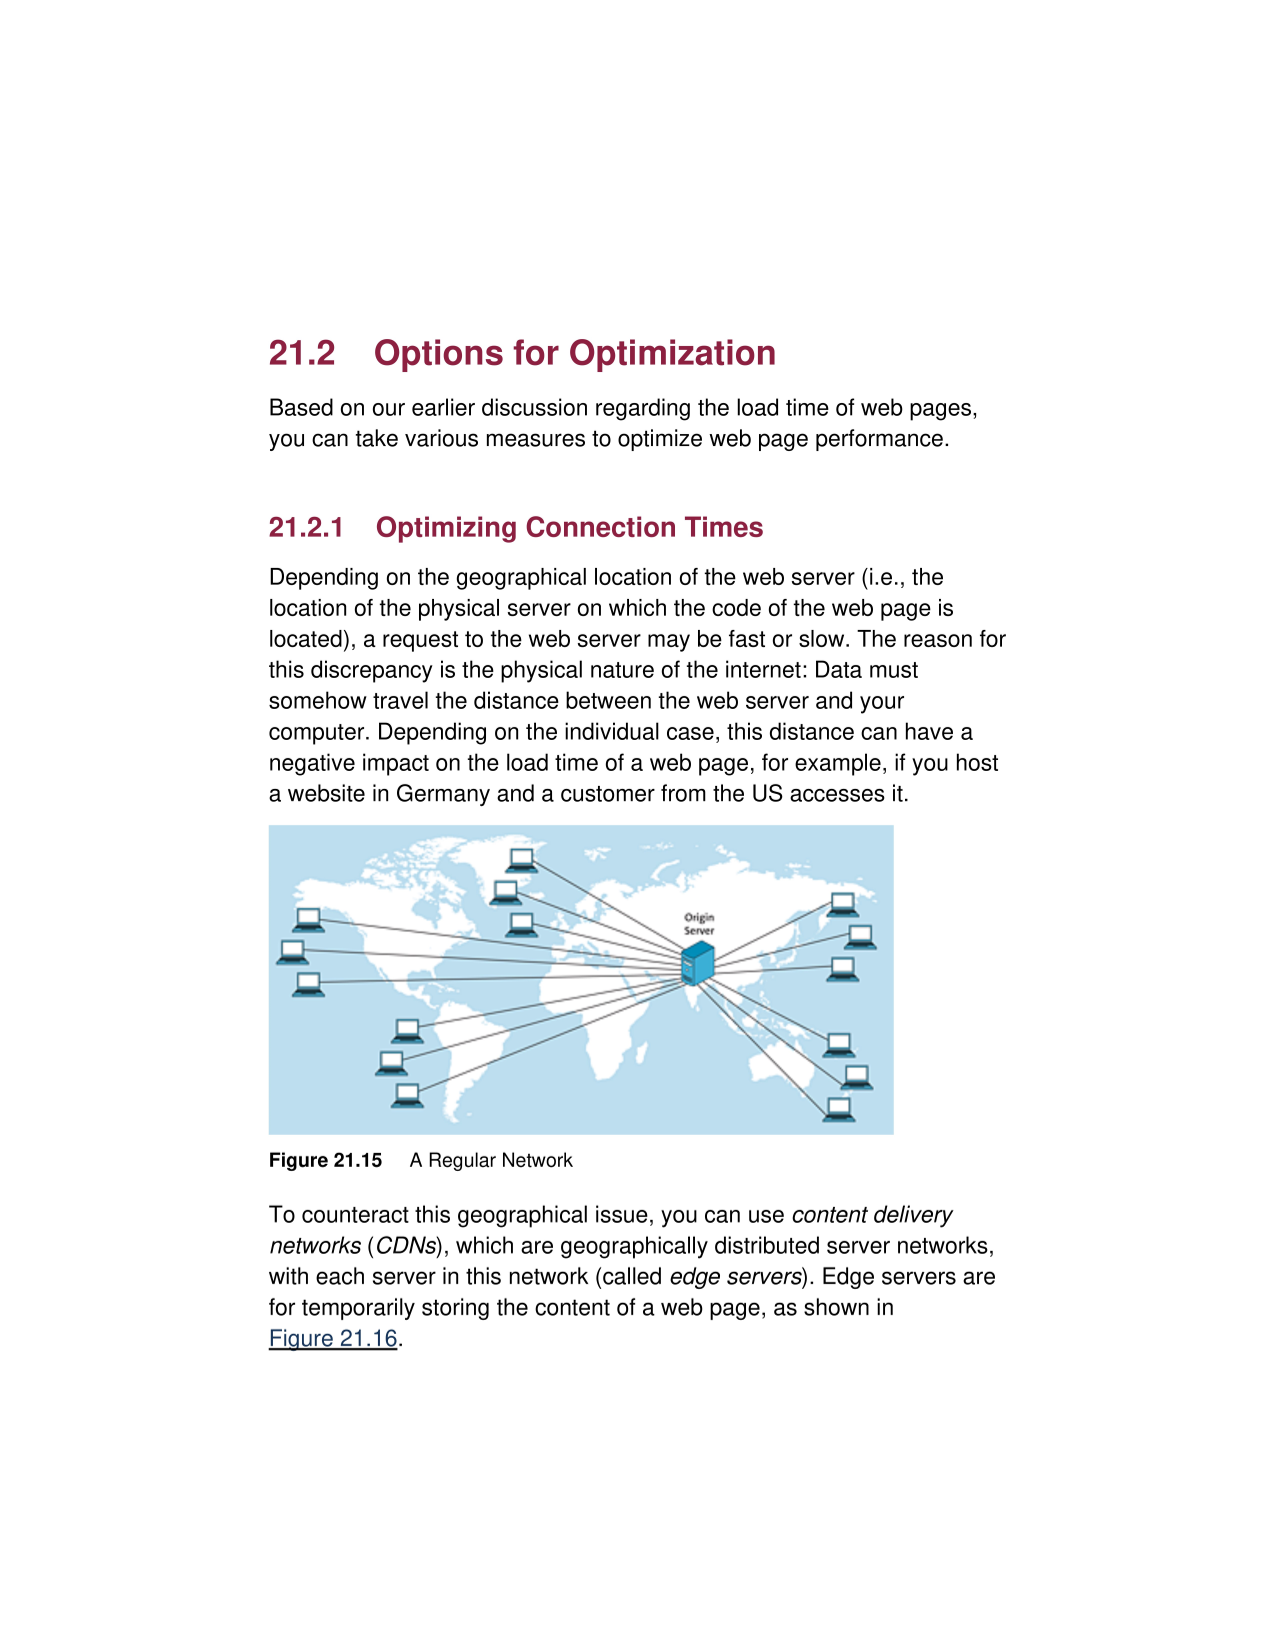 21.2 Options for Optimization
Based on our earlier discussion regarding the load time of web pages,
you can take various measures to optimize web page performance.
21.2.1 Optimizing Connection Times
Depending on the geographical location of the web server (i.e., the
location of the physical server on which the code of the web page is
located), a request to the web server may be fast or slow. The reason for
this discrepancy is the physical nature of the internet: Data must
somehow travel the distance between the web server and your
computer. Depending on the individual case, this distance can have a
negative impact on the load time of a web page, for example, if you host
a website in Germany and a customer from the US accesses it.
Origin
Server
Figure 21.15 A Regular Network
To counteract this geographical issue, you can use content delivery
networks (CDNs), which are geographically distributed server networks,
with each server in this network (called edge servers). Edge servers are
for temporarily storing the content of a web page, as shown in
Figure 21.16.